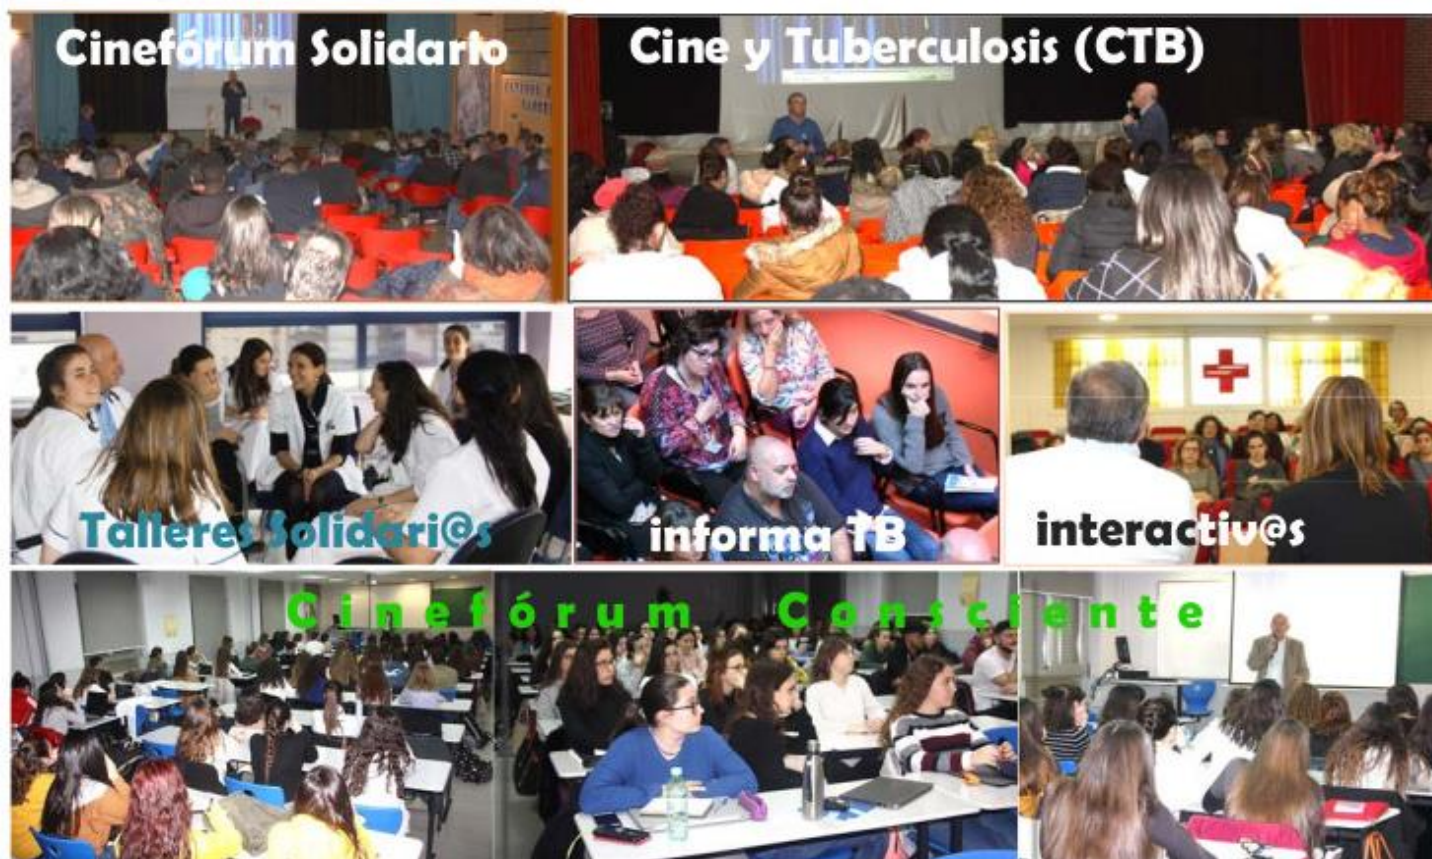 Cinefórum Solidario
Cine y Tuberculosis (CTB)
Talleres Solidari@s
informa TB
interactiv@s
Cinefórum Consciente